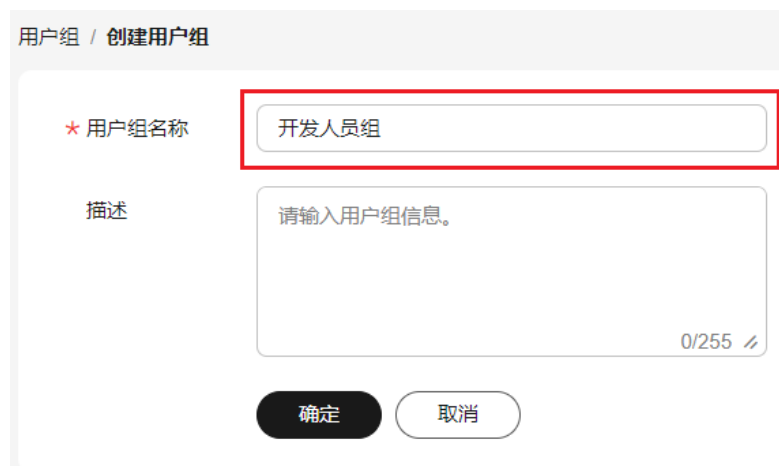 用户组 / 创建用户组
* 用户组名称 开发人员组
描述 请输入用户组信息。
0/255
确定 取消